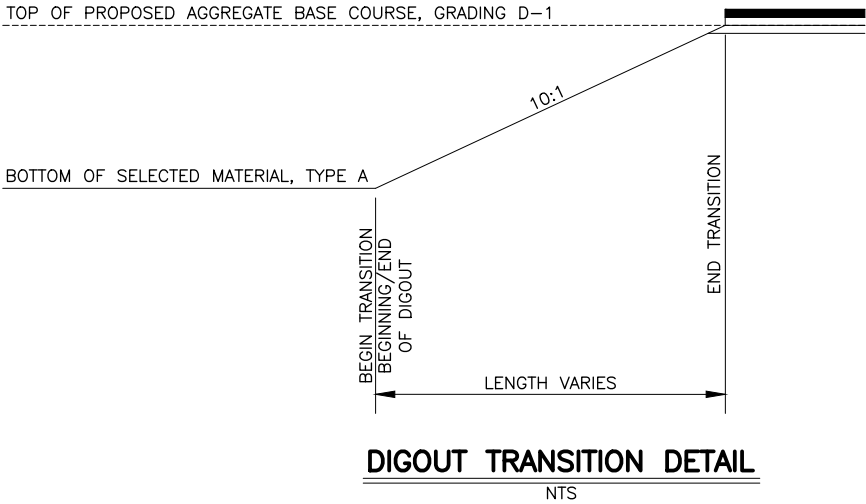 TOP OF PROPOSED AGGREGATE BASE COURSE, GRADING D-1
10:1
BOTTOM OF SELECTED MATERIAL, TYPE A
BEGIN TRANSITION
BEGINNING/END
OF DIGOUT
END TRANSITION
LENGTH VARIES
DIGOUT TRANSITION DETAIL
NTS